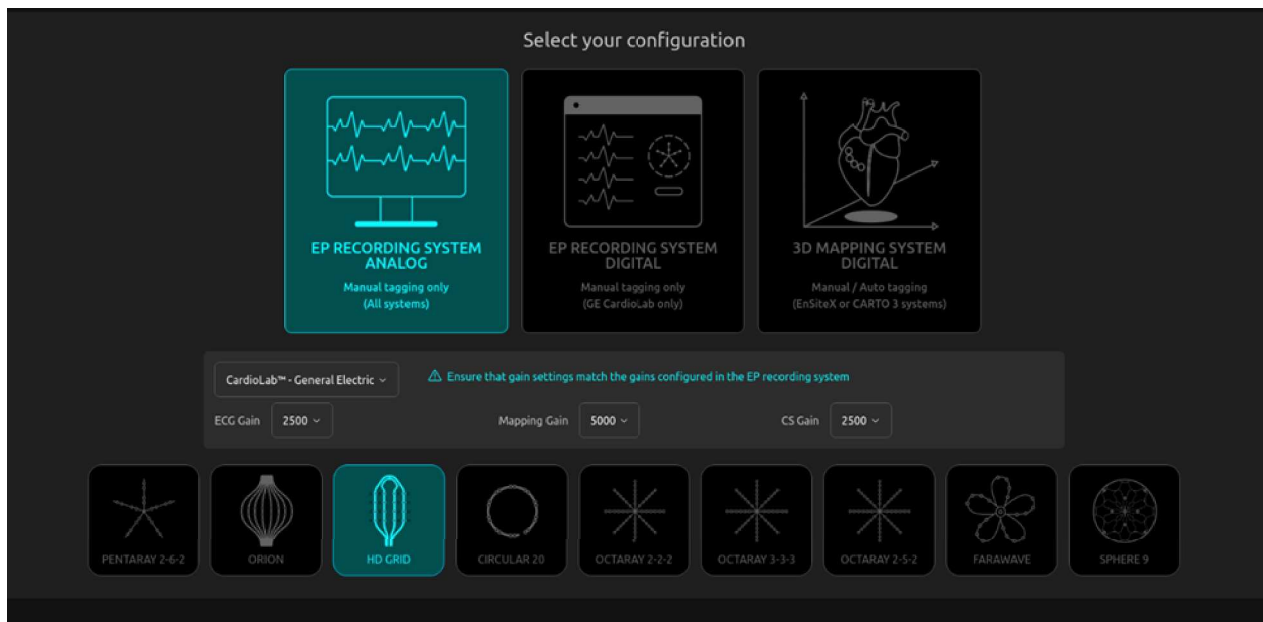 Select your configuration
EP RECORDING SYSTEM
ANALOG
Manual tagging only
(All systems)
EP RECORDING SYSTEM
DIGITAL
Manual tagging only
(GE CardioLab only)
3D MAPPING SYSTEM
DIGITAL
Manual / Auto tagging
(EnSiteX or CARTO 3 systems)
CardioLab™ - General Electric
Ensure that gain settings match the gains configured in the EP recording system
ECG Gain 2500
Mapping Gain 5000
CS Gain 2500
PENTARAY 2-6-2
ORION
HD GRID
CIRCULAR 20
OCTARAY 2-2-2
OCTARAY 3-3-3
OCTARAY 2-5-2
FARAWAVE
SPHERE 9